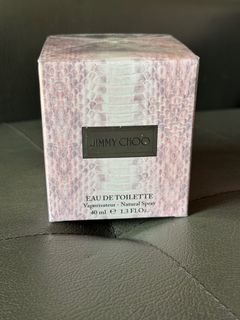 JIMMY CHOO
EAU DE TOILETTE
Vaporisateur - Natural Spray
40 ml ℮ 1.3 Fl.Oz.